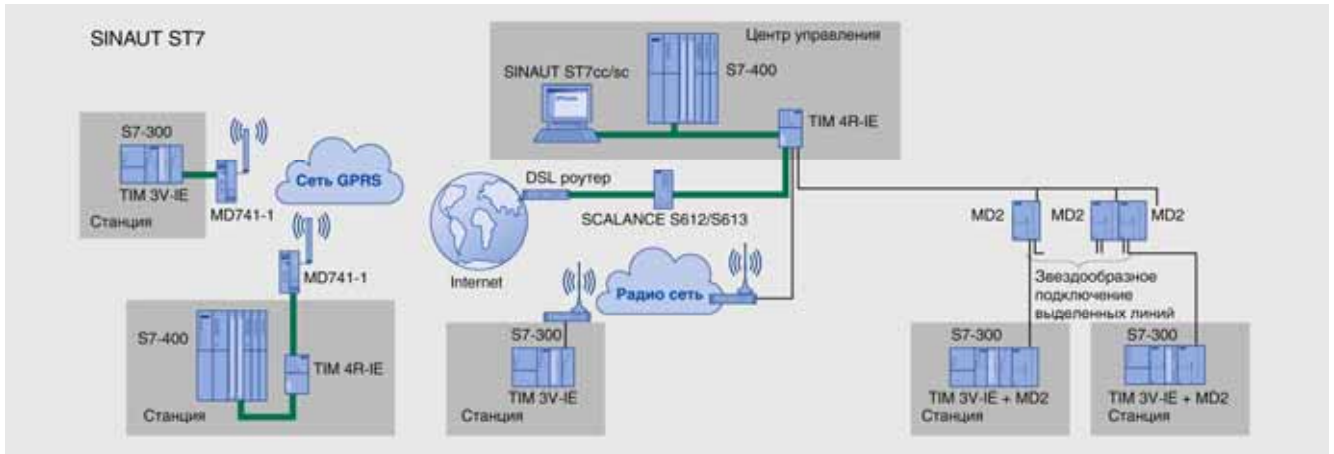 SINAUT ST7
Центр управления
SINAUT ST7cc/sc
S7-400
TIM 4R-IE
S7-300
TIM 3V-IE
Станция
MD741-1
Сеть GPRS
DSL роутер
SCALANCE S612/S613
Internet
MD741-1
S7-400
TIM 4R-IE
Станция
Радио сеть
S7-300
TIM 3V-IE
Станция
MD2
MD2
MD2
Звездообразное
подключение
выделенных линий
S7-300
TIM 3V-IE + MD2
Станция
S7-300
TIM 3V-IE + MD2
Станция